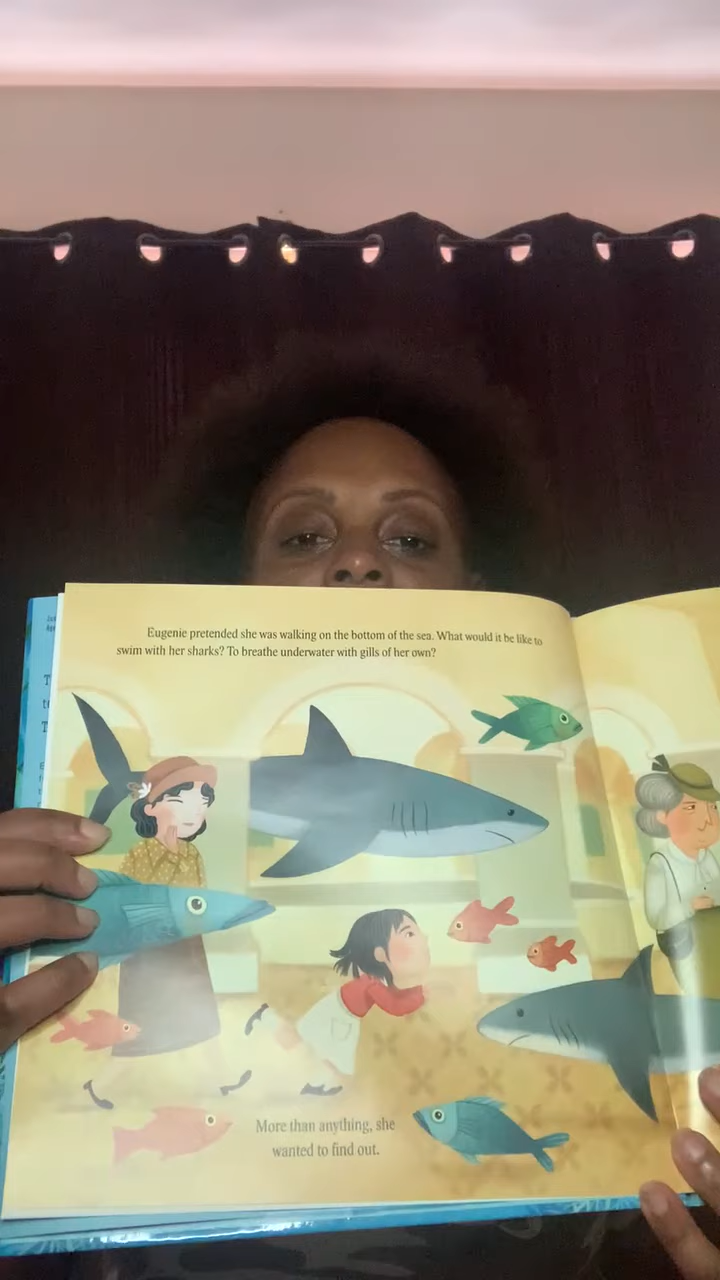 Eugenie pretended she was walking on the bottom of the sea. What would it be like to
swim with her sharks? To breathe underwater with gills of her own?
More than anything, she
wanted to find out.